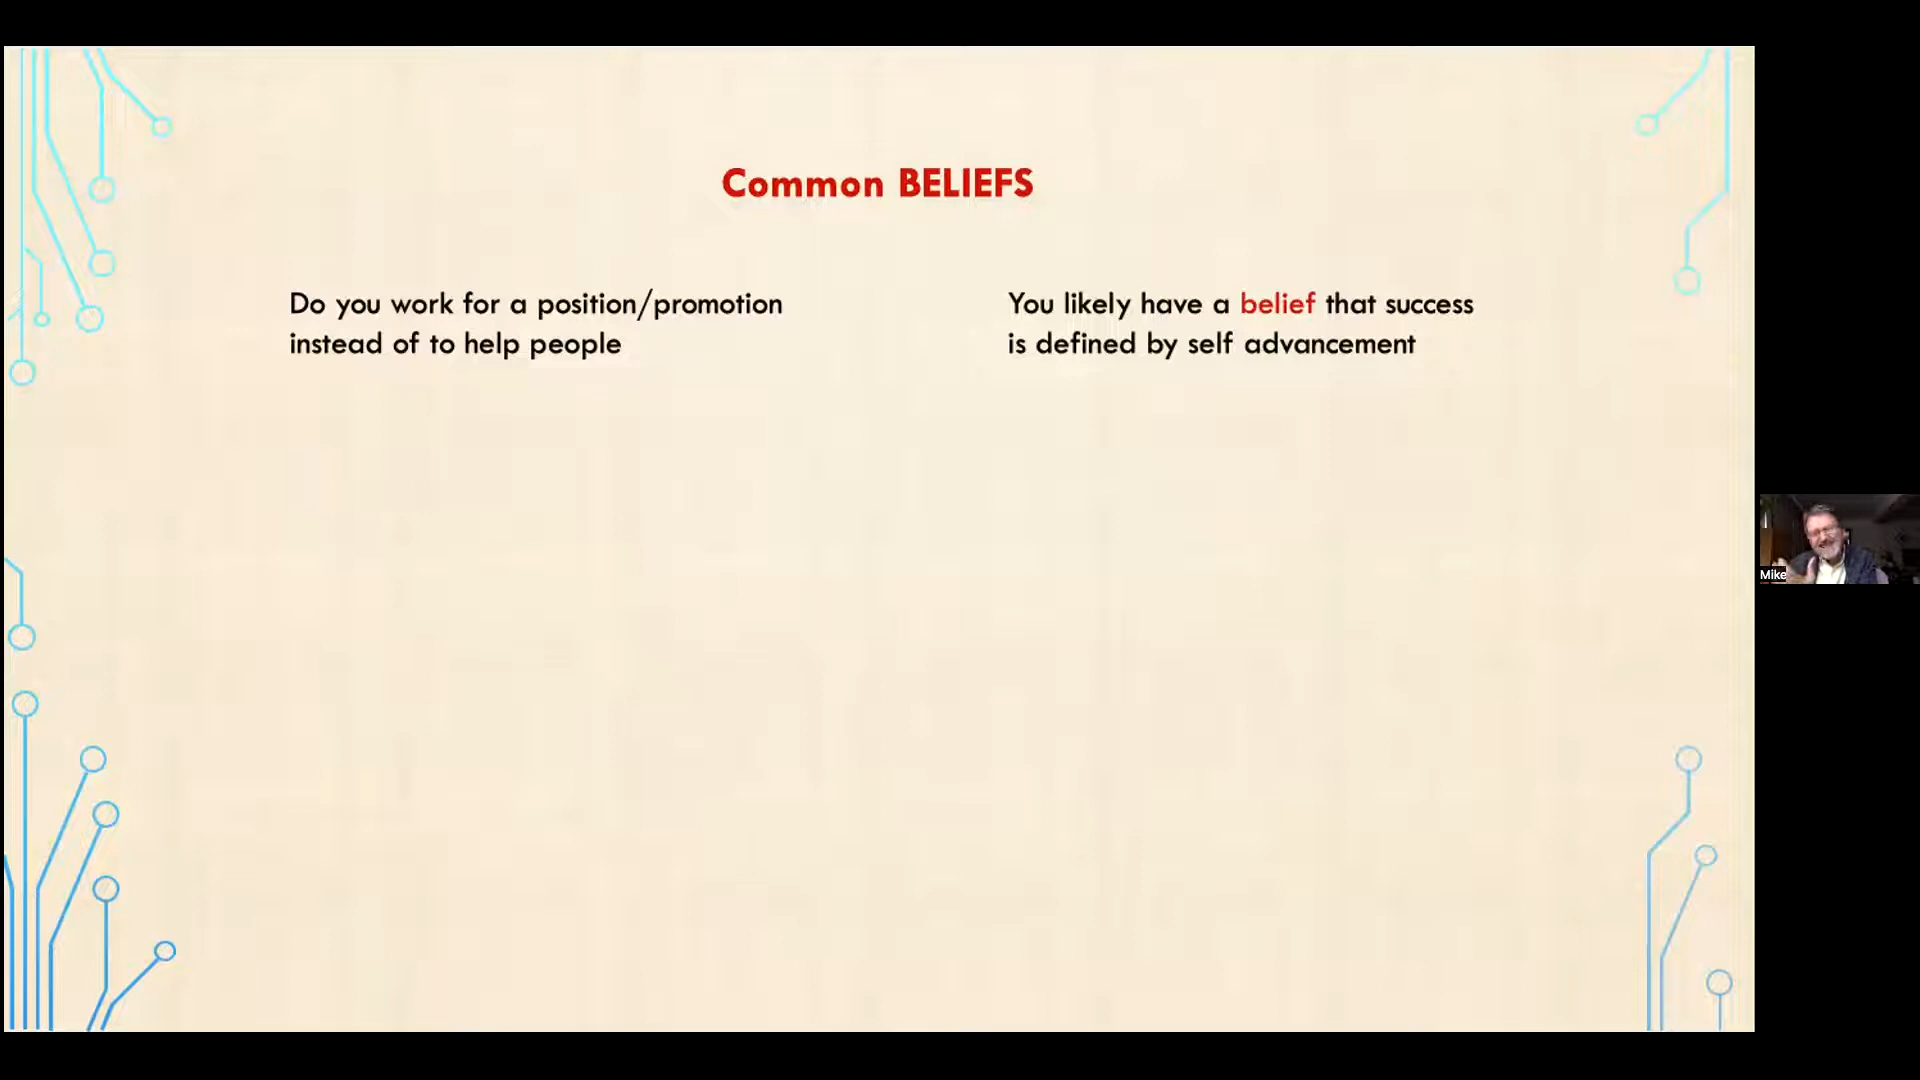 Common BELIEFS
Do you work for a position/promotion
instead of to help people
You likely have a belief that success
is defined by self advancement
Mike